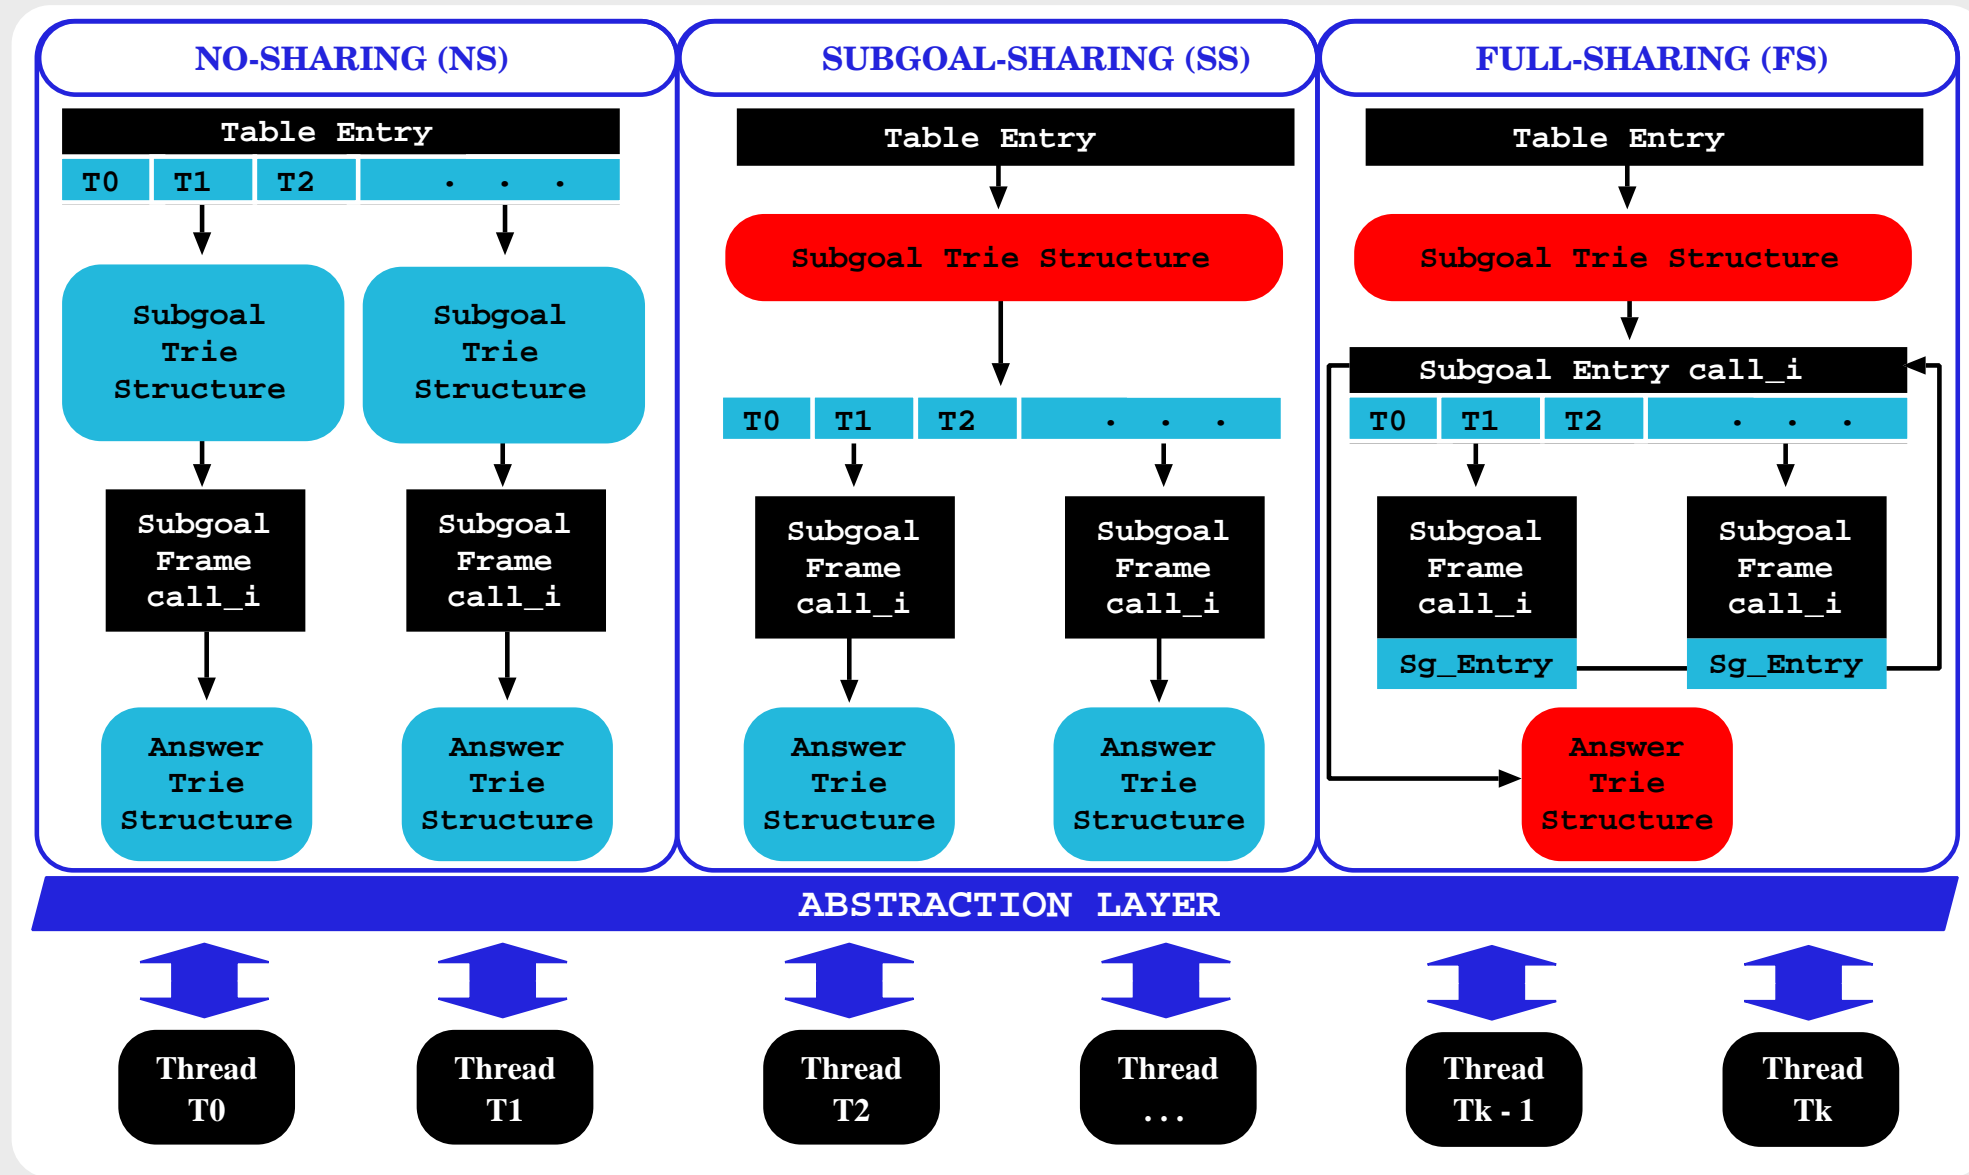 NO-SHARING (NS)
Table Entry
T0 T1 T2 . . .
Subgoal
Trie
Structure
Subgoal
Trie
Structure
Subgoal
Frame
call_i
Subgoal
Frame
call_i
Answer
Trie
Structure
Answer
Trie
Structure
SUBGOAL-SHARING (SS)
Table Entry
Subgoal Trie Structure
T0 T1 T2 . . .
Subgoal
Frame
call_i
Subgoal
Frame
call_i
Answer
Trie
Structure
Answer
Trie
Structure
FULL-SHARING (FS)
Table Entry
Subgoal Trie Structure
Subgoal Entry call_i
T0 T1 T2 . . .
Subgoal
Frame
call_i
Sg_Entry
Subgoal
Frame
call_i
Sg_Entry
Answer
Trie
Structure
ABSTRACTION LAYER
Thread
T0
Thread
T1
Thread
T2
Thread
. . .
Thread
Tk - 1
Thread
Tk